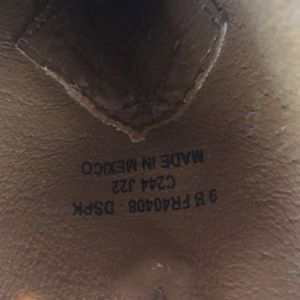 9 B FR40408 - DSPK
C244 J22
MADE IN MEXICO